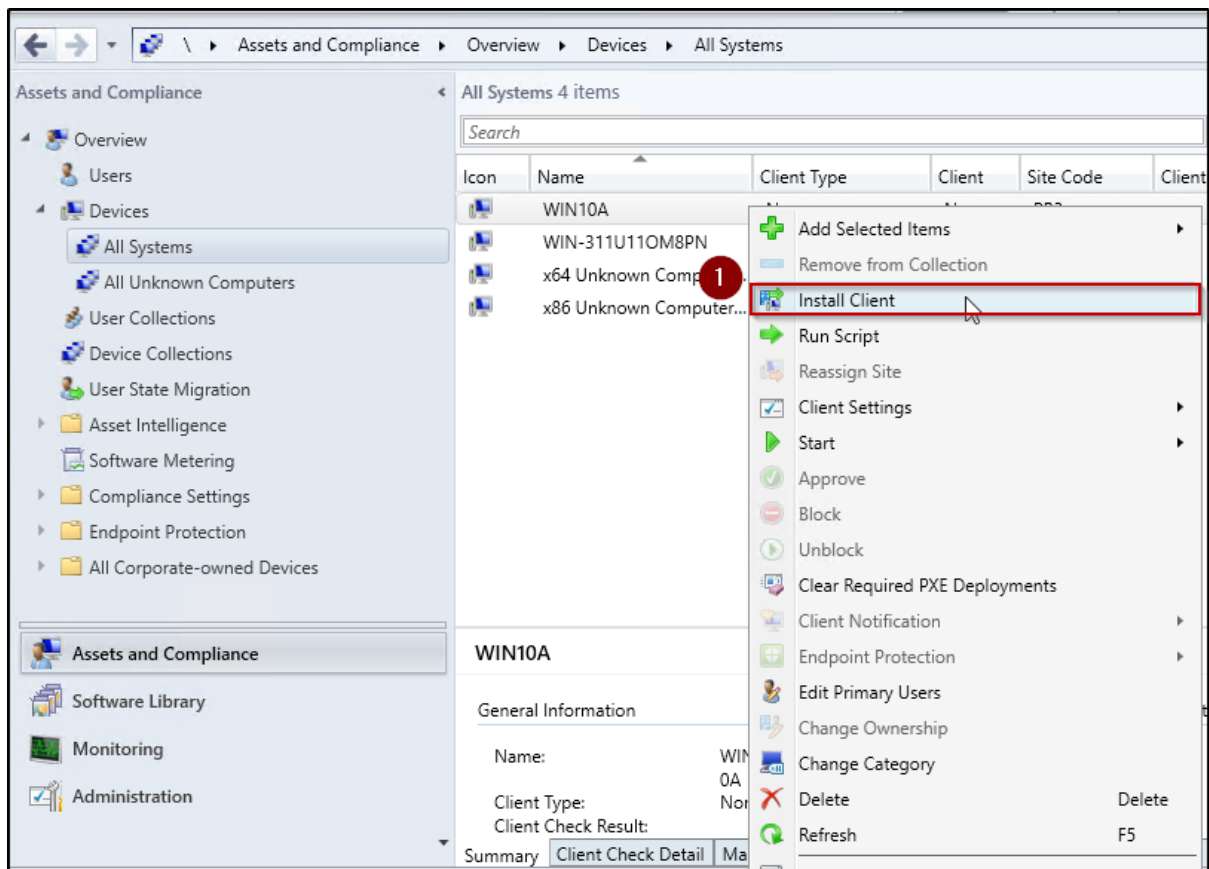 \ Assets and Compliance Overview Devices All Systems
Assets and Compliance
Overview
Users
Devices
All Systems
All Unknown Computers
User Collections
Device Collections
User State Migration
Asset Intelligence
Software Metering
Compliance Settings
Endpoint Protection
All Corporate-owned Devices
Assets and Compliance
Software Library
Monitoring
Administration
All Systems 4 items
Search
Icon Name Client Type Client Site Code Client
WIN10A
WIN-311U11OM8PN
x64 Unknown Comp
x86 Unknown Computer...
1
Add Selected Items
Remove from Collection
Install Client
Run Script
Reassign Site
Client Settings
Start
Approve
Block
Unblock
Clear Required PXE Deployments
Client Notification
Endpoint Protection
Edit Primary Users
Change Ownership
Change Category
Delete Delete
Refresh F5
WIN10A
General Information
Name: WIN
0A
Client Type: Nor
Client Check Result:
Summary Client Check Detail Ma